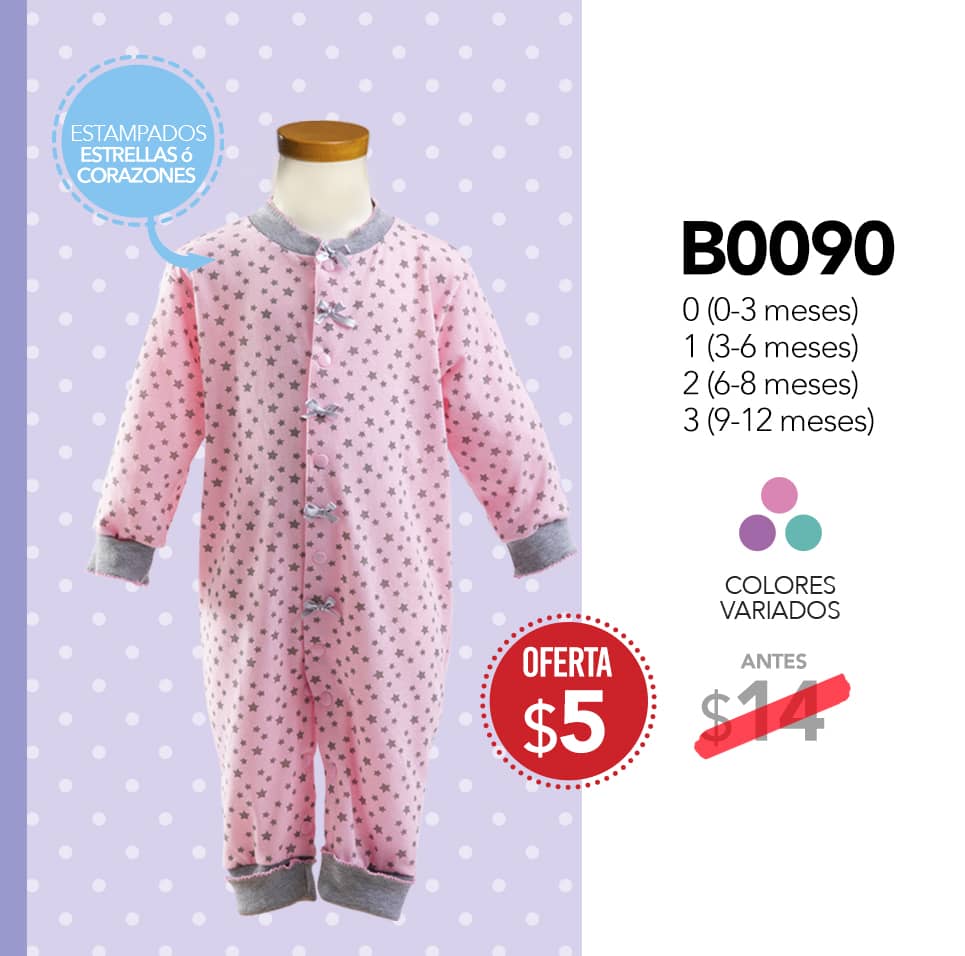 ESTAMPADOS
ESTRELLAS ó
CORAZONES
B0090
0 (0-3 meses)
1 (3-6 meses)
2 (6-8 meses)
3 (9-12 meses)
COLORES
VARIADOS
OFERTA
$5
ANTES
$14